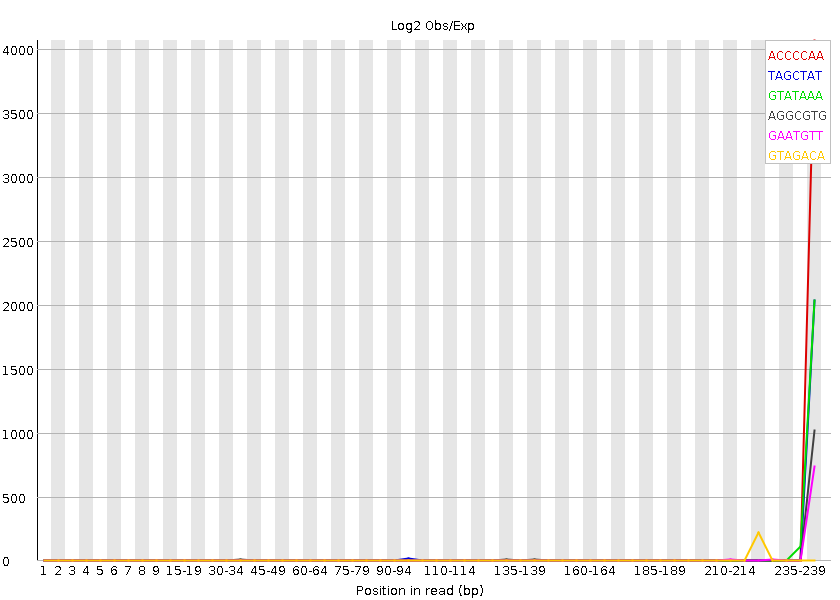 Log2 Obs/Exp
4000
3500
3000
2500
2000
1500
1000
500
0
ACCCCAA
TAGCTAT
GTATAAA
AGGCGTG
GAATGTT
GTAGACA
1 2 3 4 5 6 7 8 9 15-19 30-34 45-49 60-64 75-79 90-94 110-114 135-139 160-164 185-189 210-214 235-239
Position in read (bp)